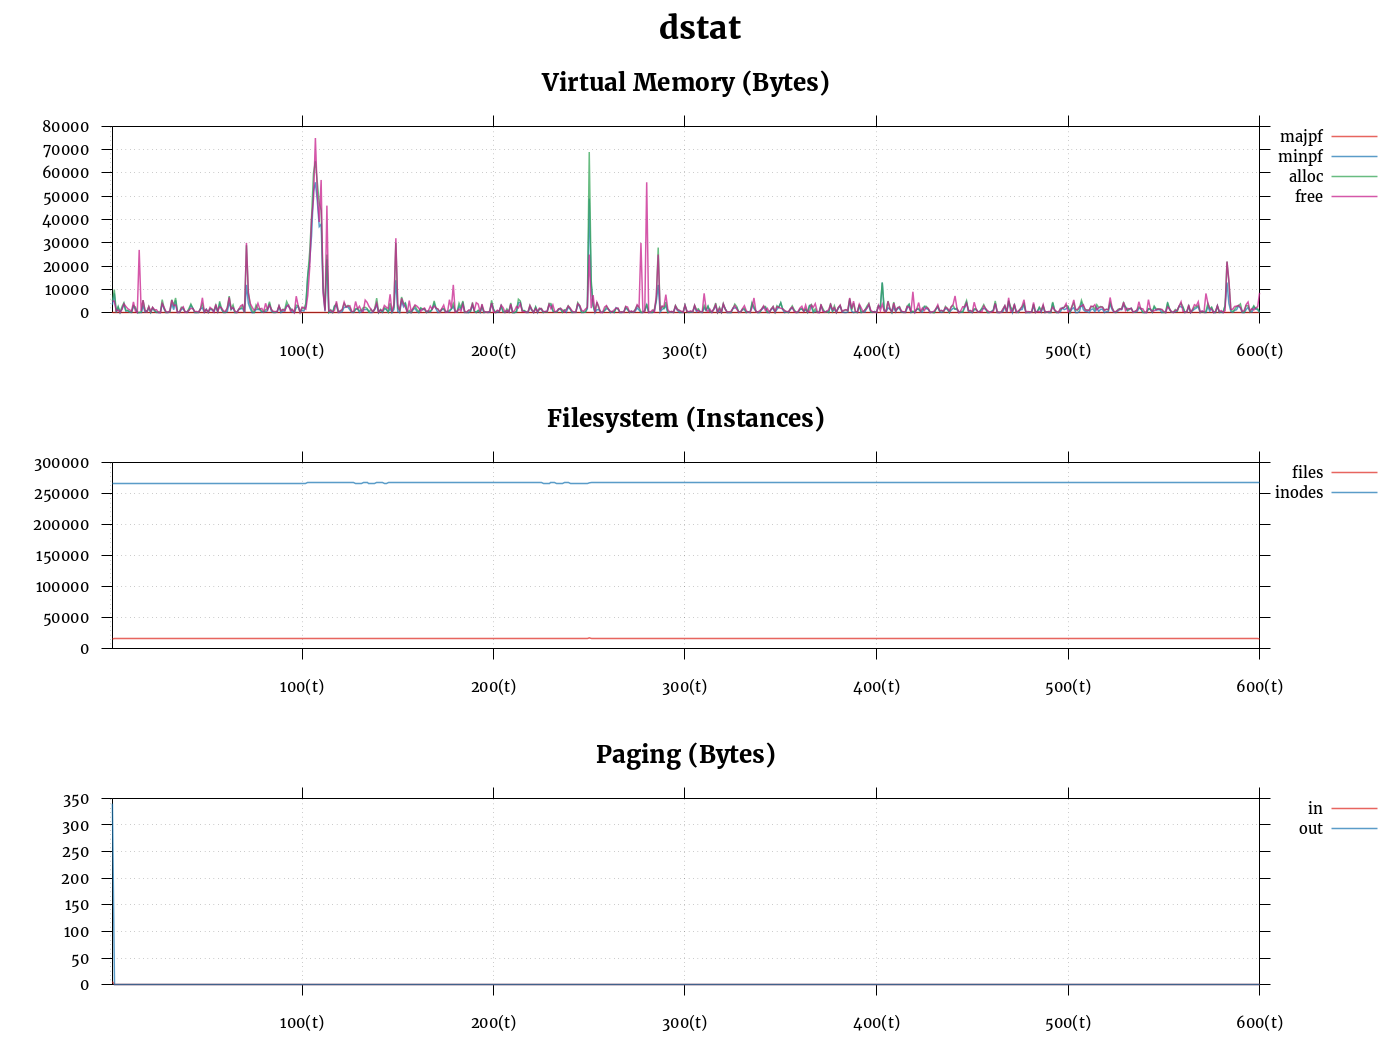 dstat
Virtual Memory (Bytes)
80000
70000
60000
50000
40000
30000
20000
10000
0
100(t) 200(t) 300(t) 400(t) 500(t) 600(t)
majpf
minpf
alloc
free
Filesystem (Instances)
300000
250000
200000
150000
100000
50000
0
100(t) 200(t) 300(t) 400(t) 500(t) 600(t)
files
inodes
Paging (Bytes)
350
300
250
200
150
100
50
0
100(t) 200(t) 300(t) 400(t) 500(t) 600(t)
in
out